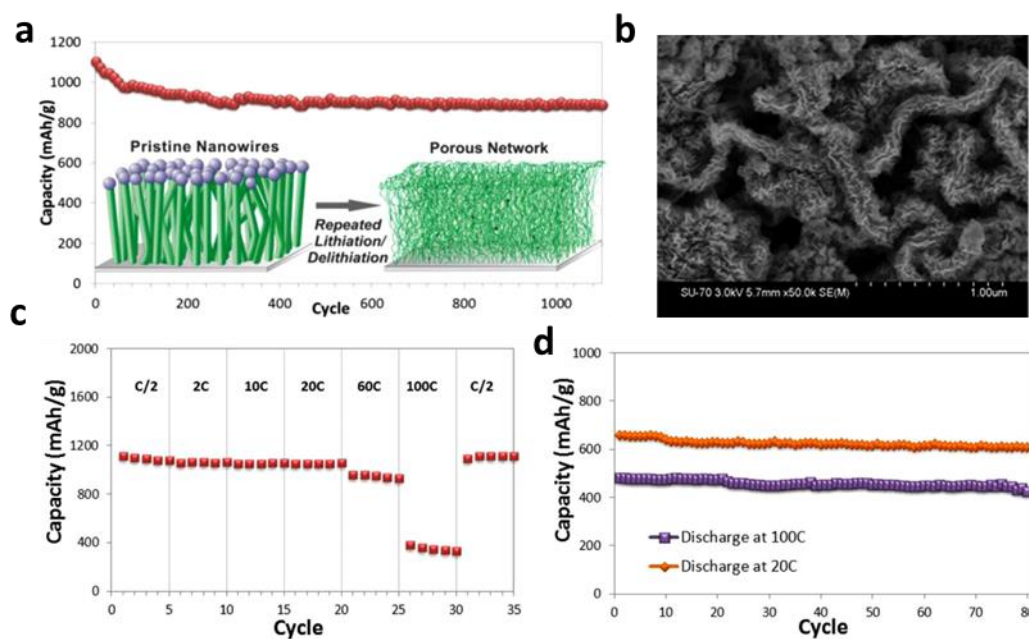 a
Capacity (mAh/g)
1200
1000
800
600
400
200
0
Pristine Nanowires
Porous Network
Repeated
Lithiation/
Delithiation
0
200
400
600
800
1000
Cycle
b
SU-70 3.0kV 5.7mm x50.0k SE(M)
1.00um
c
Capacity (mAh/g)
2000
1600
1200
800
400
0
C/2
2C
10C
20C
60C
100C
C/2
0
5
10
15
20
25
30
35
Cycle
d
Capacity (mAh/g)
1000
800
600
400
200
0
Discharge at 100C
Discharge at 20C
0
10
20
30
40
50
60
70
80
Cycle